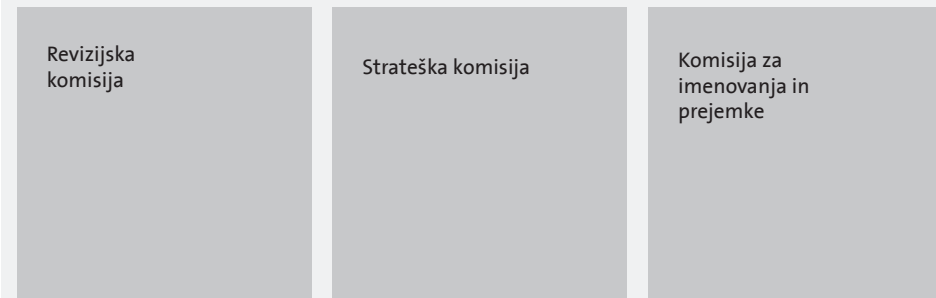 Revizijska
komisija
Strateška komisija
Komisija za
imenovanja in
prejemke